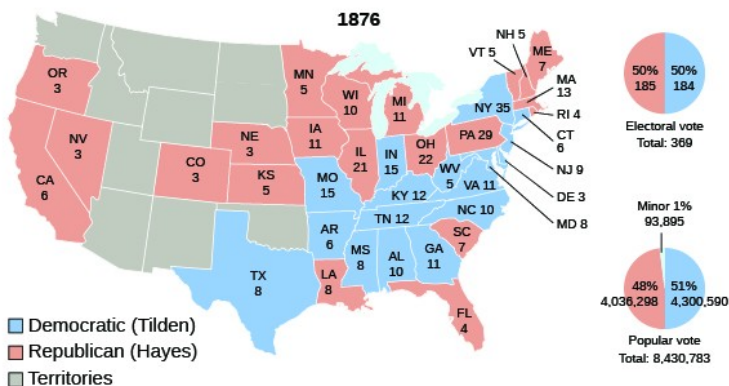 1876
OR
3
NV
3
CA
6
CO
3
NE
3
KS
5
MN
5
IA
11
WI
10
IL
21
MI
11
IN
15
OH
22
MO
15
AR
6
TX
8
LA
8
MS
8
AL
10
GA
11
FL
4
SC
7
NC 10
TN 12
KY 12
WV
5
VA 11
PA 29
NY 35
VT 5
NH 5
ME
7
MA
13
RI 4
CT
6
NJ 9
DE 3
MD 8
50%
185
50%
184
Electoral vote
Total: 369
Minor 1%
93,895
48%
4,036,298
51%
4,300,590
Popular vote
Total: 8,430,783
Democratic (Tilden)
Republican (Hayes)
Territories